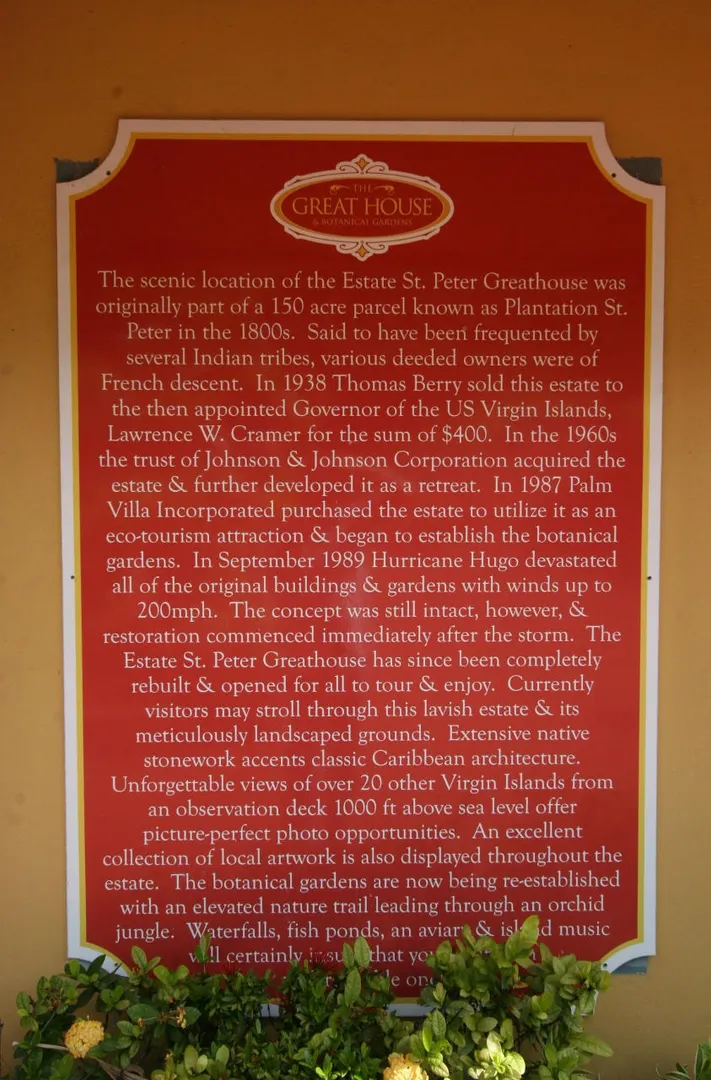 THE
GREAT HOUSE
& BOTANICAL GARDENS
The scenic location of the Estate St. Peter Greathouse was
originally part of a 150 acre parcel known as Plantation St.
Peter in the 1800s. Said to have been frequented by
several Indian tribes, various deeded owners were of
French descent. In 1938 Thomas Berry sold this estate to
the then appointed Governor of the US Virgin Islands,
Lawrence W. Cramer for the sum of $400. In the 1960s
the trust of Johnson & Johnson Corporation acquired the
estate & further developed it as a retreat. In 1987 Palm
Villa Incorporated purchased the estate to utilize it as an
eco-tourism attraction & began to establish the botanical
gardens. In September 1989 Hurricane Hugo devastated
all of the original buildings & gardens with winds up to
200mph. The concept was still intact, however, &
restoration commenced immediately after the storm. The
Estate St. Peter Greathouse has since been completely
rebuilt & opened for all to tour & enjoy. Currently
visitors may stroll through this lavish estate & its
meticulously landscaped grounds. Extensive native
stonework accents classic Caribbean architecture.
Unforgettable views of over 20 other Virgin Islands from
an observation deck 1000 ft above sea level offer
picture-perfect photo opportunities. An excellent
collection of local artwork is also displayed throughout the
estate. The botanical gardens are now being re-established
with an elevated nature trail leading through an orchid
jungle. Waterfalls, fish ponds, an aviary & island music
will certainly insure that